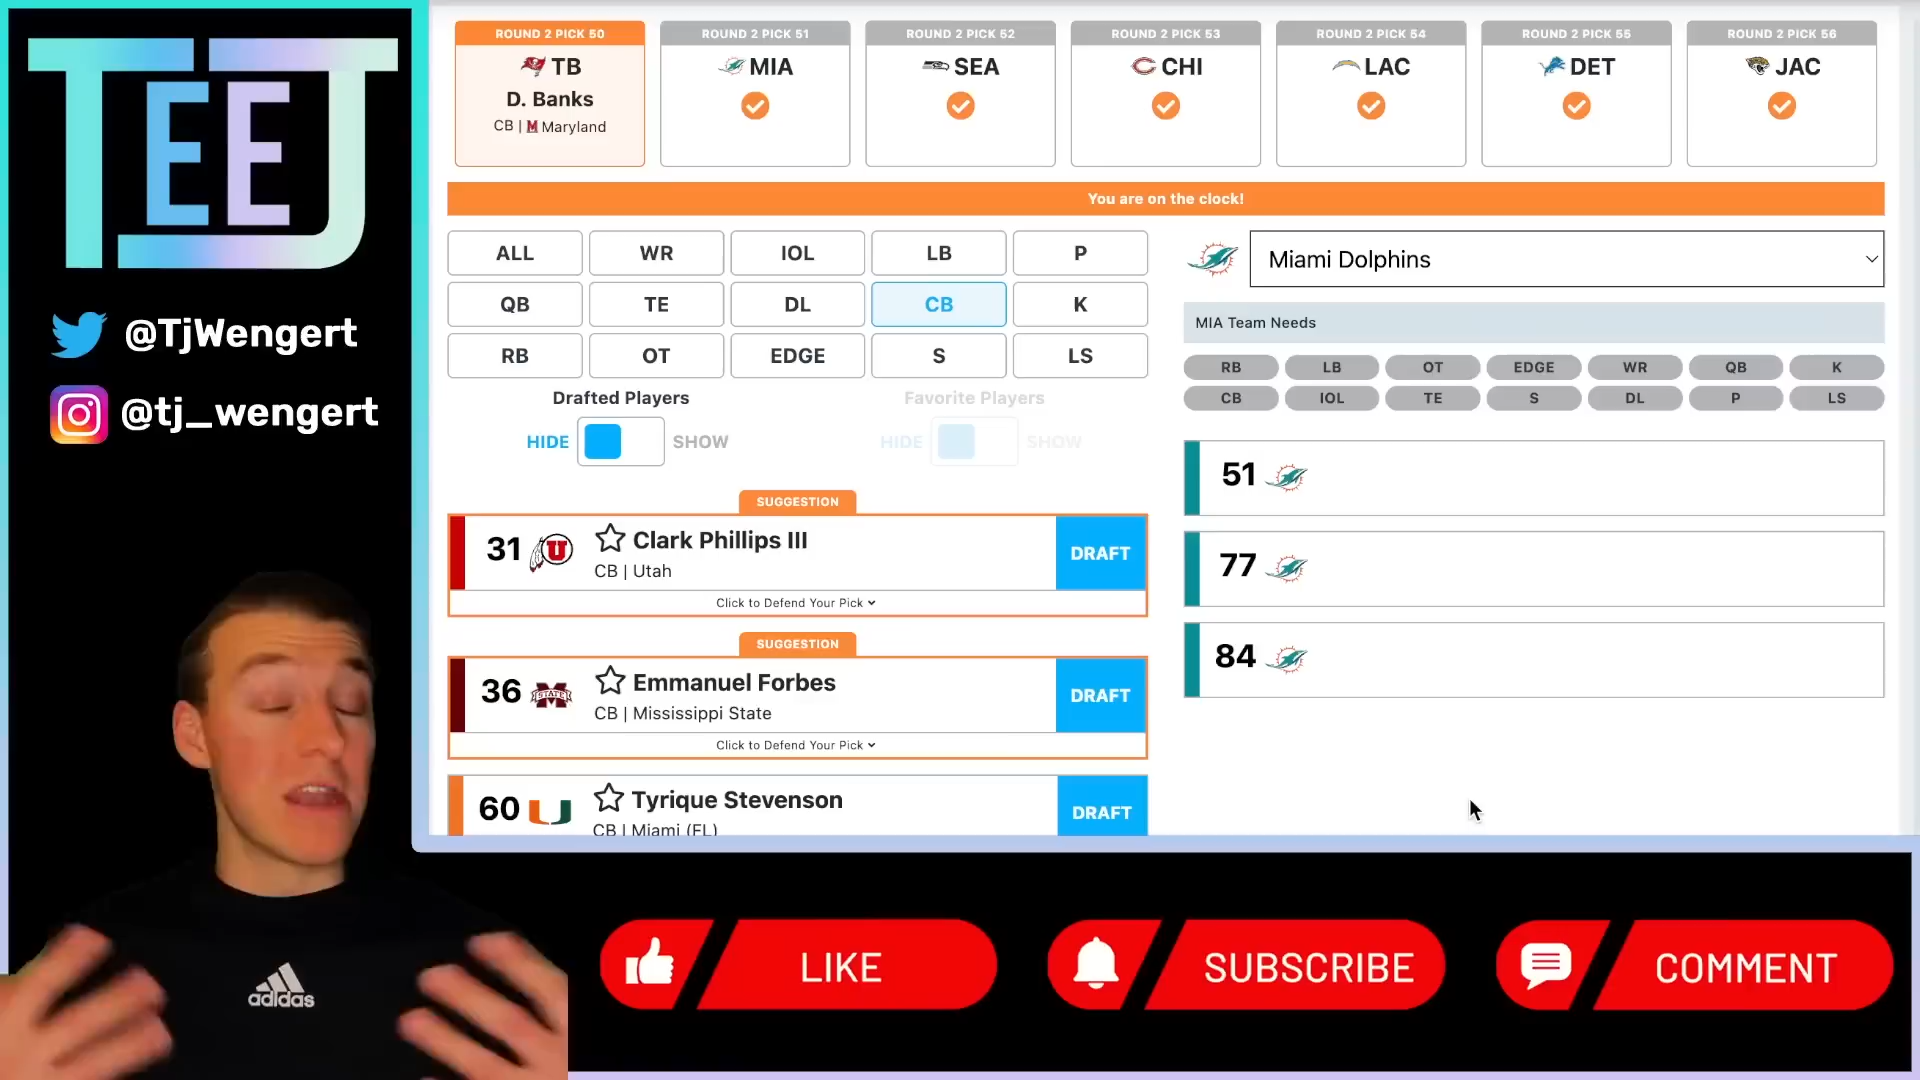 TEEJ
@TjWengert
@tj_wengert
ROUND 2 PICK 50
TB
D. Banks
CB | M Maryland
ROUND 2 PICK 51
MIA
ROUND 2 PICK 52
SEA
ROUND 2 PICK 53
CHI
ROUND 2 PICK 54
LAC
ROUND 2 PICK 55
DET
ROUND 2 PICK 56
JAC
You are on the clock!
ALL WR IOL LB P
QB TE DL CB K
RB OT EDGE S LS
Drafted Players
HIDE SHOW
Favorite Players
HIDE SHOW
SUGGESTION
31 U Clark Phillips III
CB | Utah
DRAFT
Click to Defend Your Pick
SUGGESTION
36 STATE Emmanuel Forbes
CB | Mississippi State
DRAFT
Click to Defend Your Pick
60 Tyrique Stevenson
CB | Miami (FL)
DRAFT
Miami Dolphins
MIA Team Needs
RB LB OT EDGE WR QB K
CB IOL TE S DL P LS
51
77
84
adidas
LIKE
SUBSCRIBE
COMMENT